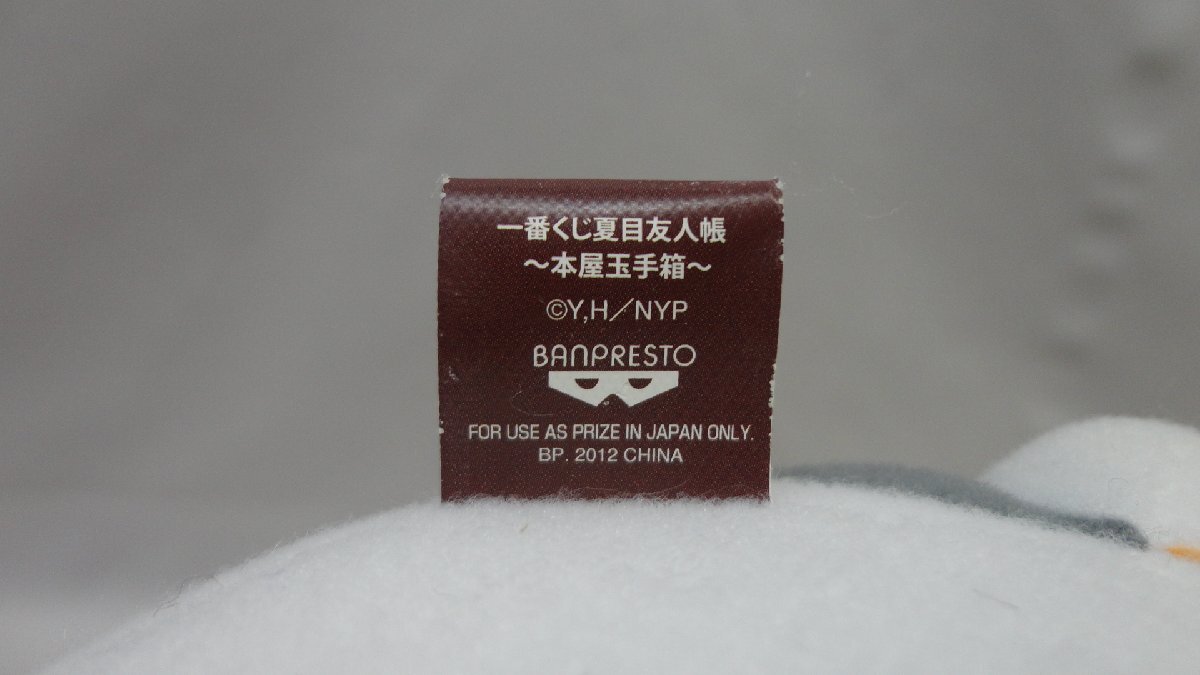 一番くじ夏目友人帳
～本屋玉手箱～
©Y,H／NYP
BANPRESTO
FOR USE AS PRIZE IN JAPAN ONLY.
BP. 2012 CHINA